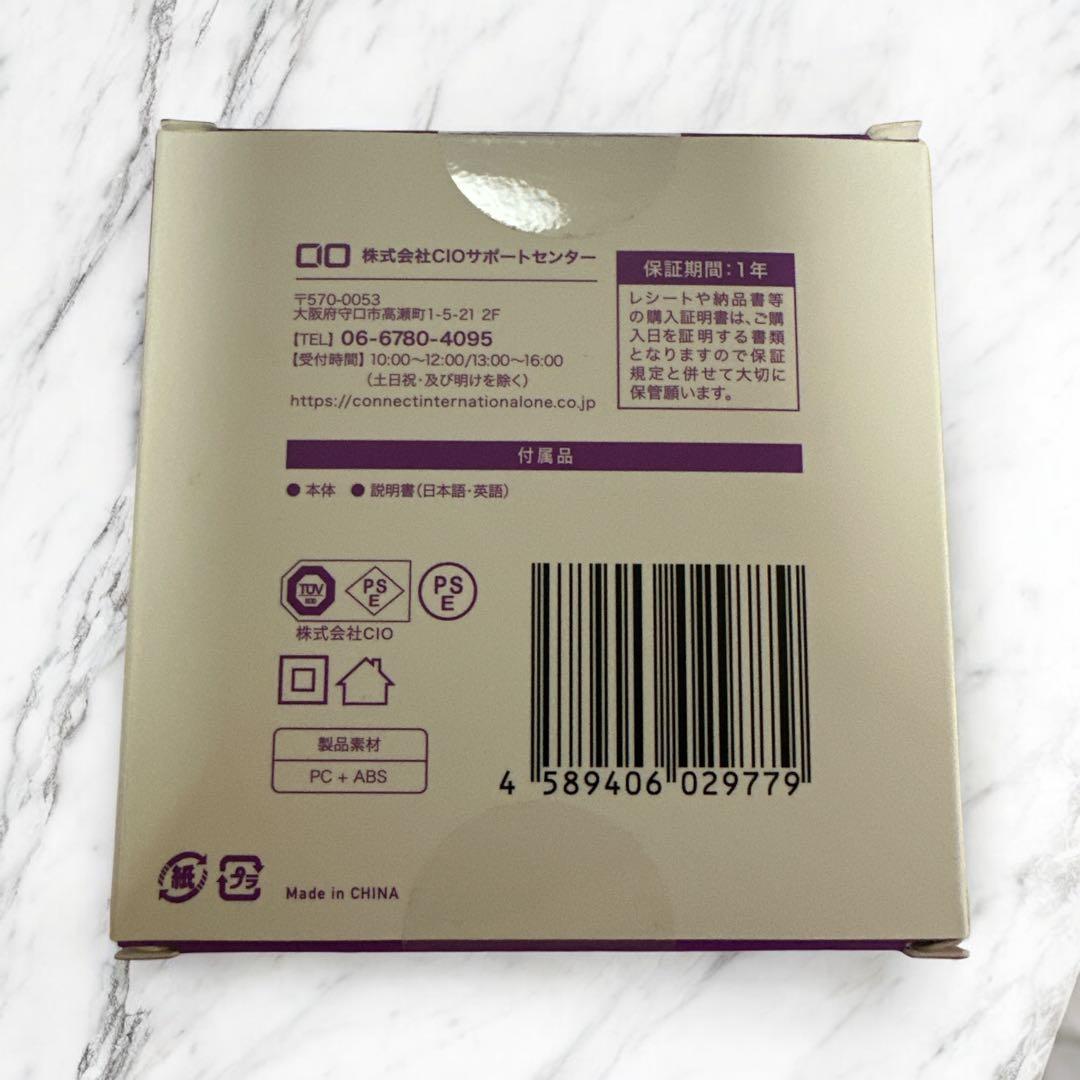 CIO 株式会社CIOサポートセンター
〒570-0053
大阪府守口市高瀬町1-5-21 2F
【TEL】 06-6780-4095
【受付時間】10:00〜12:00/13:00〜16:00
(土日祝・及び明けを除く)
https://connectinternationalone.co.jp
保証期間:1年
レシートや納品書等
の購入証明書は、ご購
入日を証明する書類
となりますので保証
規定と併せて大切に
保管願います。
付属品
● 本体 ● 説明書(日本語・英語)
TÜV
PS
E
PS
E
株式会社CIO
製品素材
PC + ABS
4 589406 029779
紙
プラ
Made in CHINA